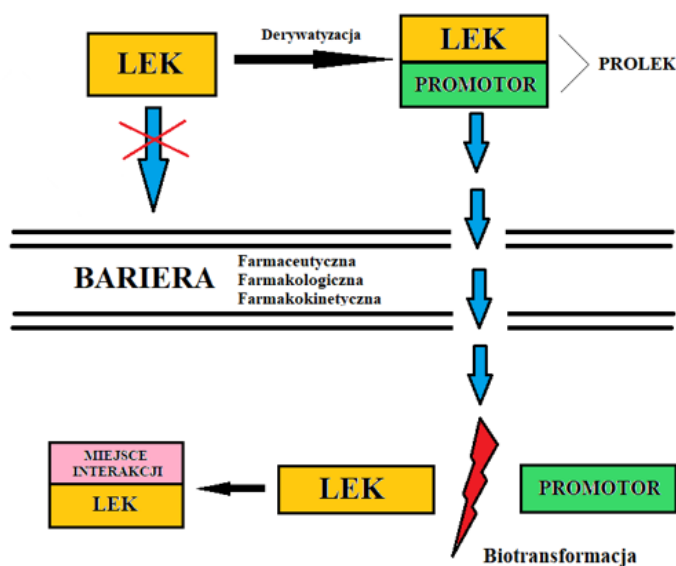 Derywatyzacja
LEK
LEK
PROMOTOR
PROLEK
BARIERA
Farmaceutyczna
Farmakologiczna
Farmakokinetyczna
MIEJSCE
INTERAKCJI
LEK
LEK
PROMOTOR
Biotransformacja